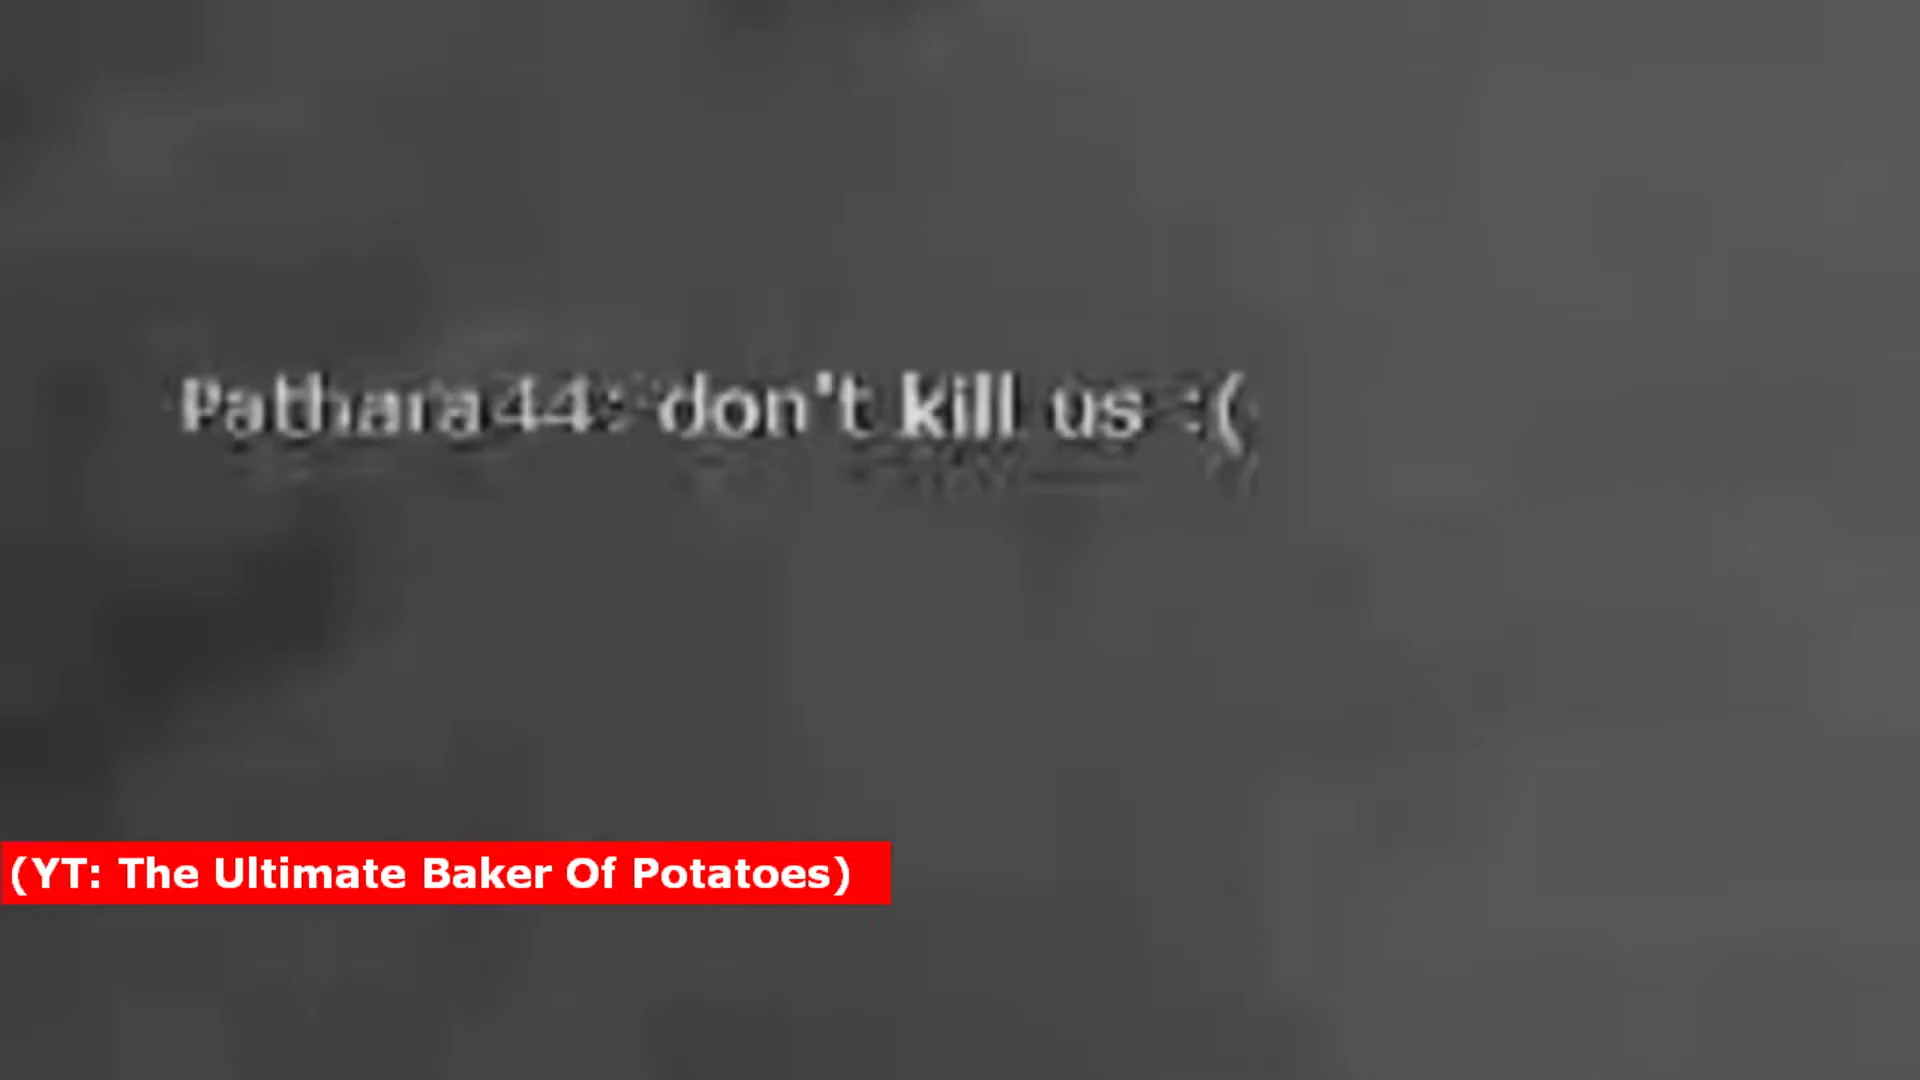 Pathara44: don't kill us :(
(YT: The Ultimate Baker Of Potatoes)